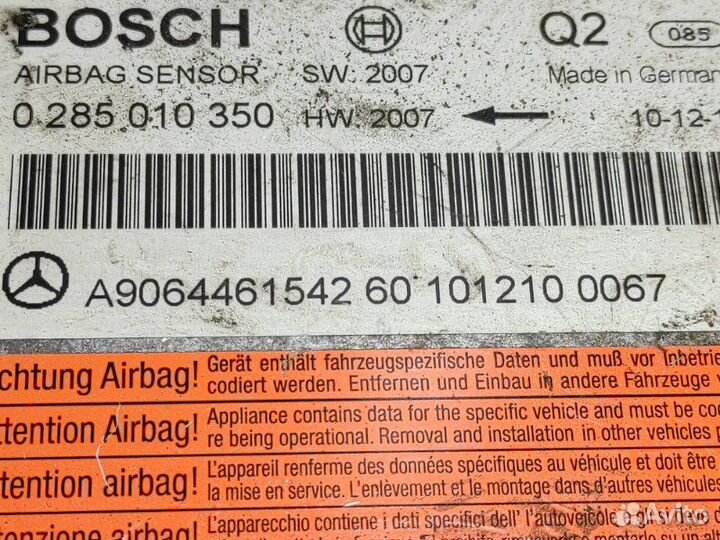 BOSCH Q2 085
AIRBAG SENSOR SW. 2007 Made in German
0 285 010 350 HW. 2007 10-12-
A9064461542 60 101210 0067
chtung Airbag! Gerät enthält fahrzeugspezifische Daten und muß vor Inbetrie
codiert werden. Entfernen und Einbau in andere Fahrzeuge
ttention Airbag! Appliance contains data for the specific vehicle and must be co
re being operational. Removal and installation in other vehicles p
ttention airbag! L'appareil renferme des données spécifiques au véhicule et doit être
la mise en service. L'enlèvement et le montage dans d'autres véhicules
tenzione airbag! L'apparecchio contiene i dati specifici dell' l'autoveicolo
Avito